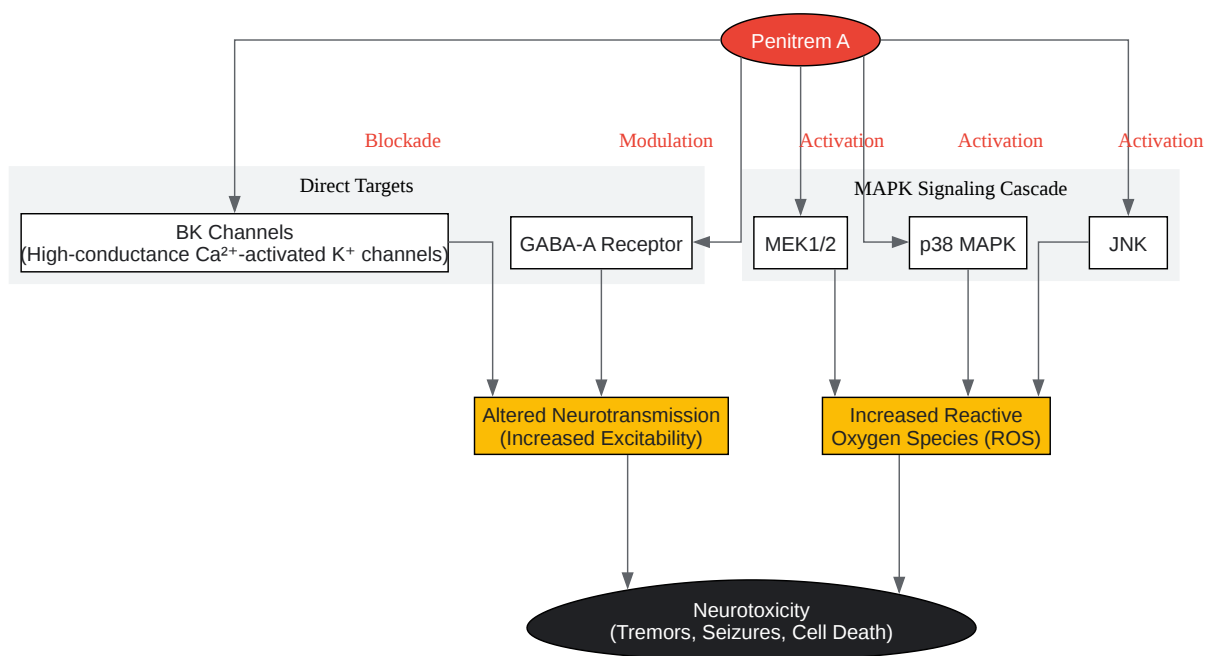 Penitrem A
Blockade
Modulation
Activation
Activation
Activation
Direct Targets
MAPK Signaling Cascade
BK Channels
(High-conductance Ca²⁺-activated K⁺ channels)
GABA-A Receptor
MEK1/2
p38 MAPK
JNK
Altered Neurotransmission
(Increased Excitability)
Increased Reactive
Oxygen Species (ROS)
Neurotoxicity
(Tremors, Seizures, Cell Death)